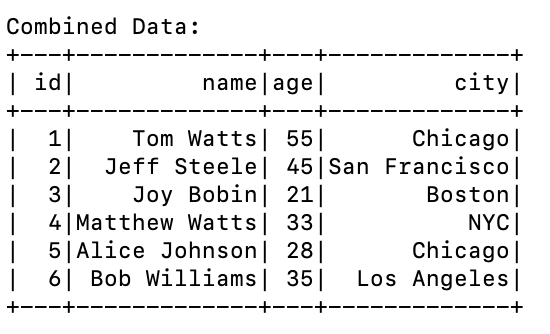 Combined Data:
+---+-------------+---+-------------+
| id|         name|age|         city|
+---+-------------+---+-------------+
|  1|    Tom Watts| 55|      Chicago|
|  2|  Jeff Steele| 45|San Francisco|
|  3|    Joy Bobin| 21|       Boston|
|  4|Matthew Watts| 33|          NYC|
|  5|Alice Johnson| 28|      Chicago|
|  6| Bob Williams| 35|  Los Angeles|
+---+-------------+---+-------------+